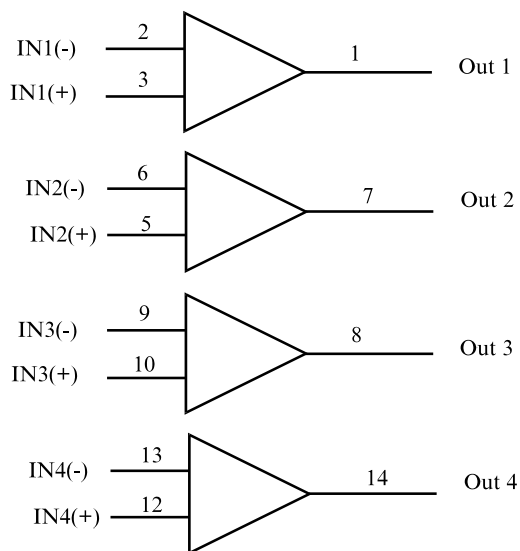 IN1(-) 2
IN1(+) 3
1 Out 1
IN2(-) 6
IN2(+) 5
7 Out 2
IN3(-) 9
IN3(+) 10
8 Out 3
IN4(-) 13
IN4(+) 12
14 Out 4